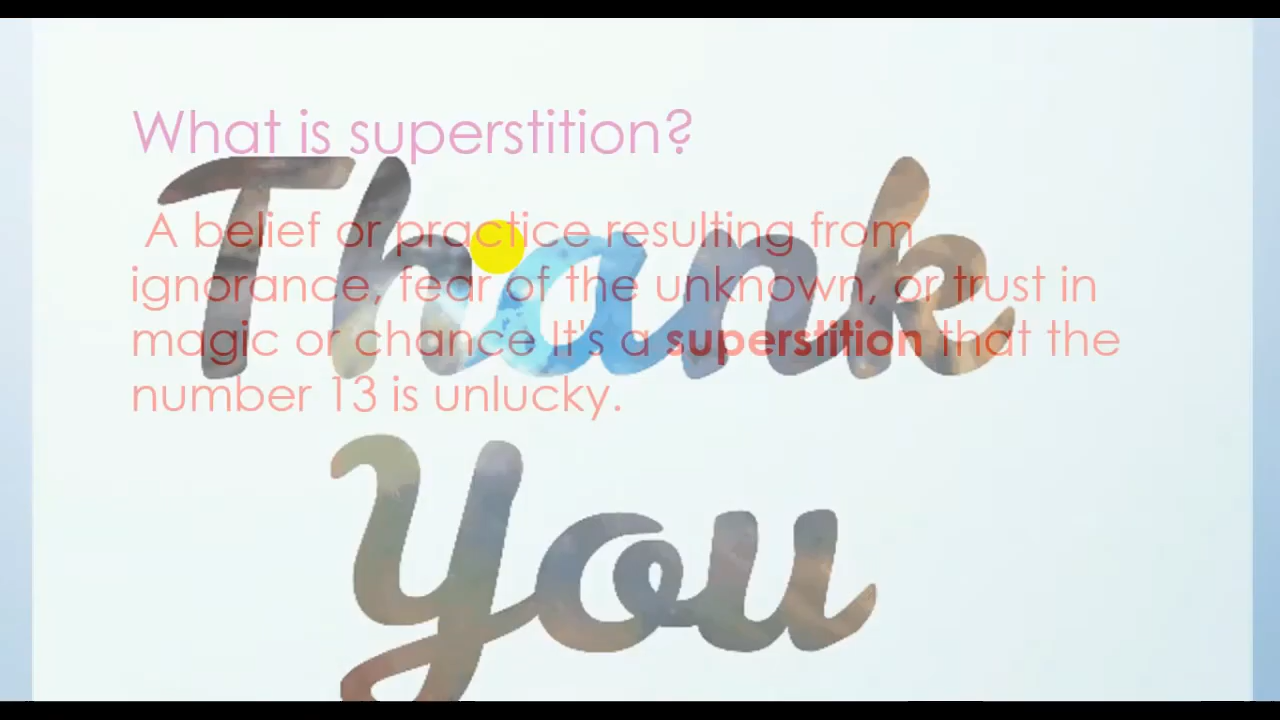 What is superstition?
Thank
A belief or practice resulting from
ignorance, fear of the unknown, or trust in
magic or chance It's a superstition that the
number 13 is unlucky.
You